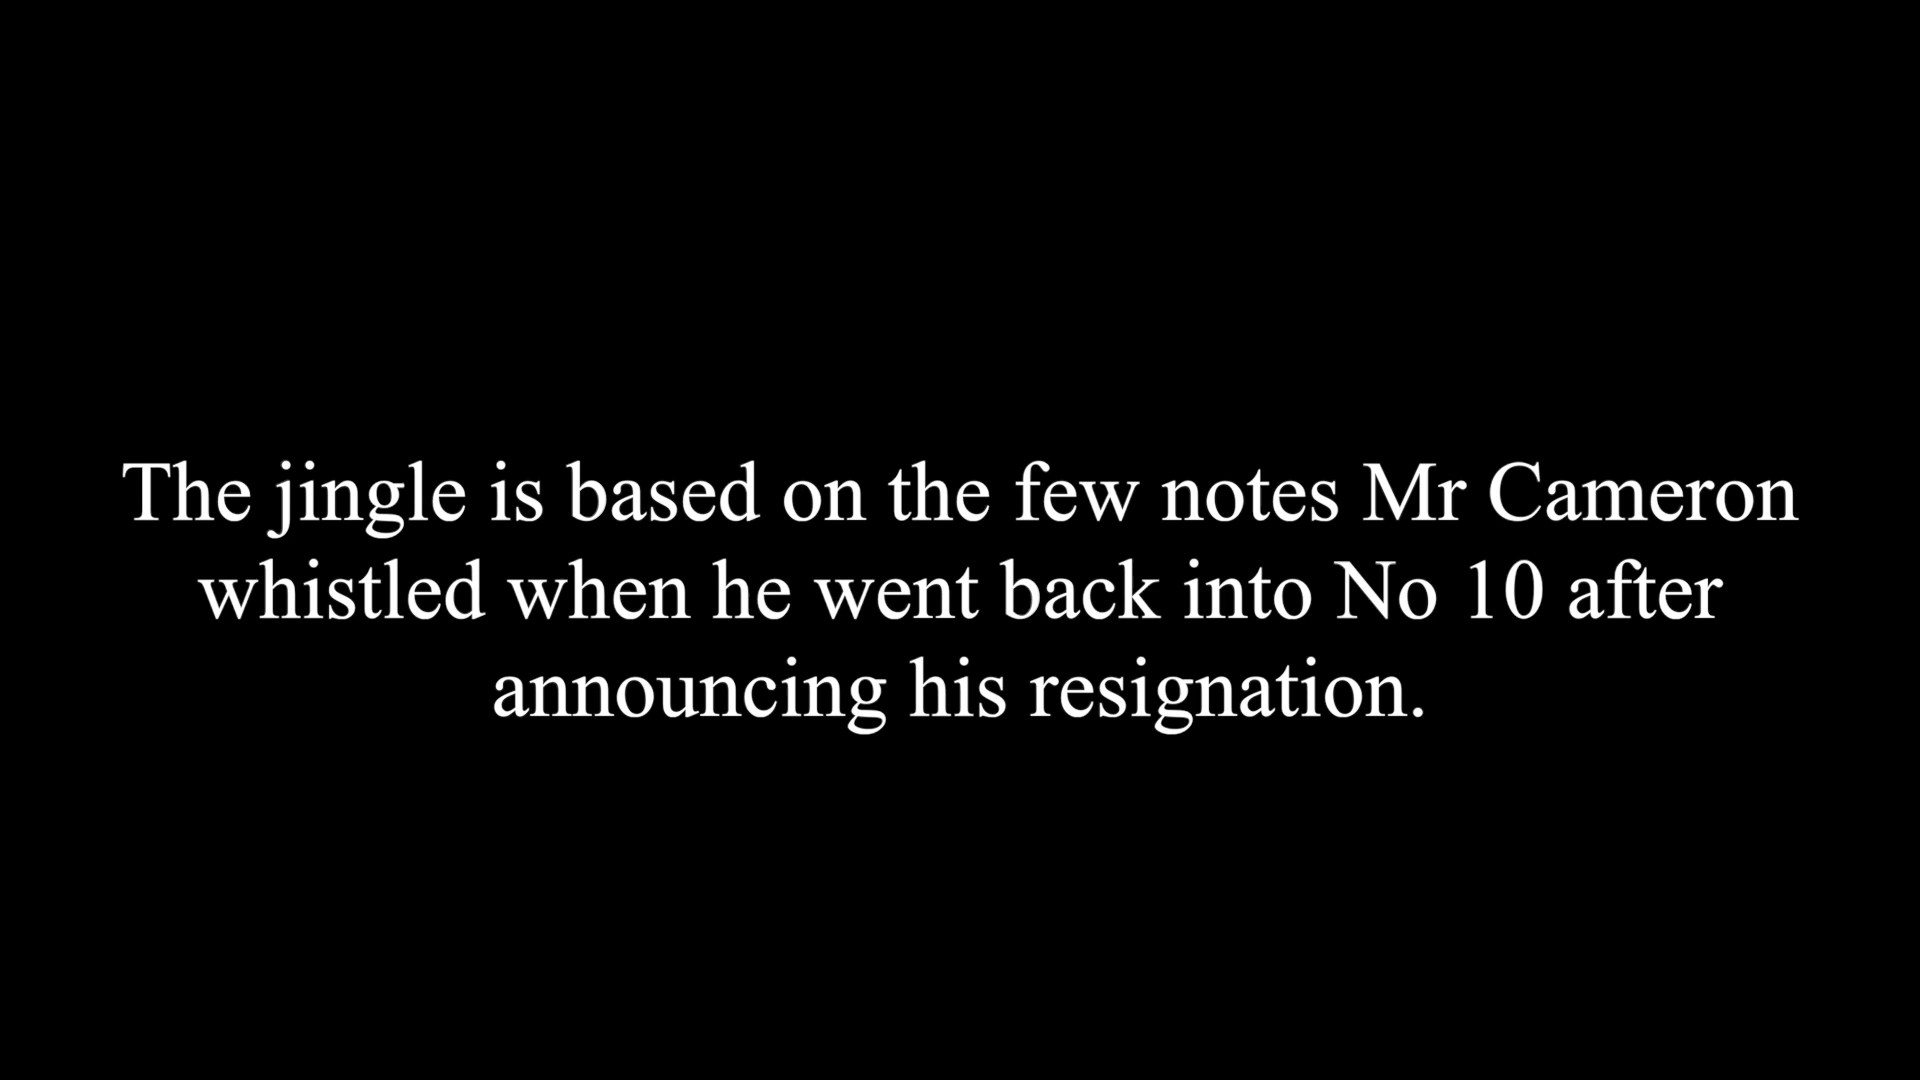 The jingle is based on the few notes Mr Cameron
whistled when he went back into No 10 after
announcing his resignation.